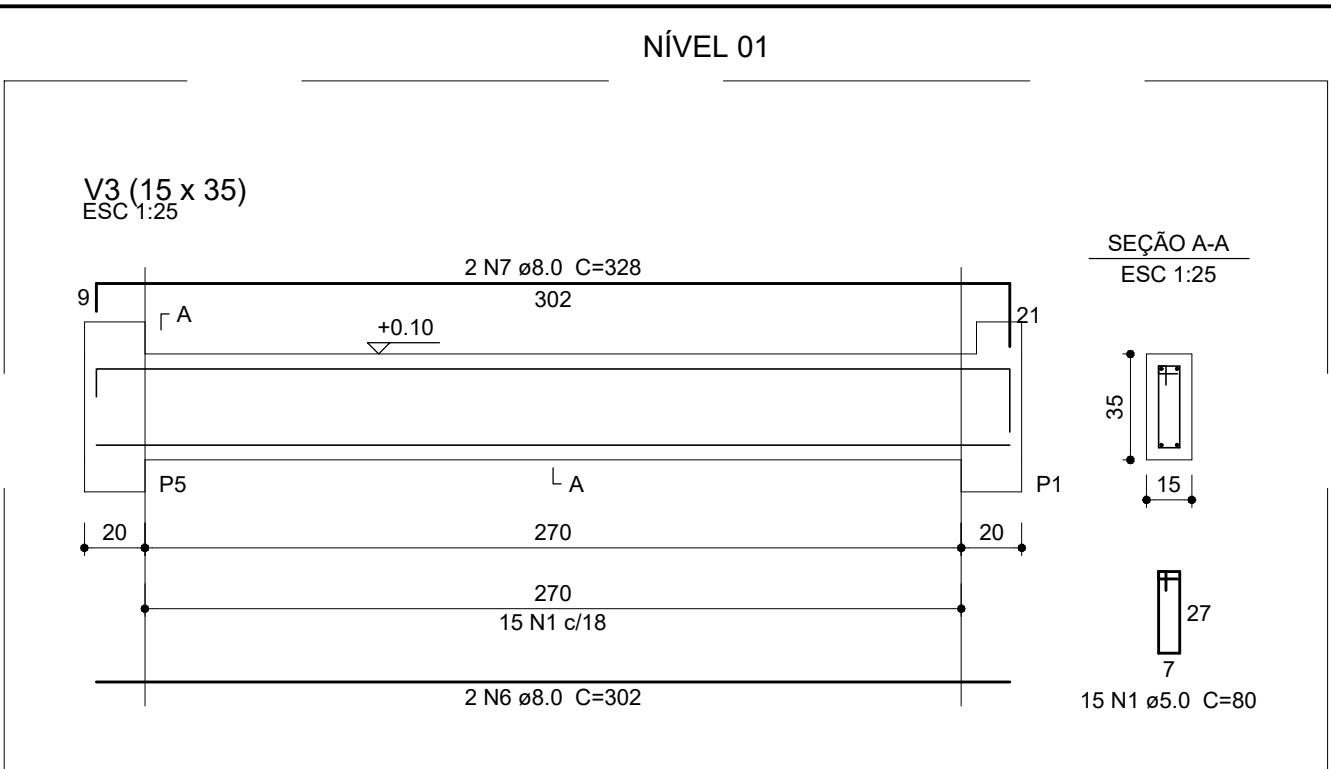 NÍVEL 01
V3 (15 x 35)
ESC 1:25
SEÇÃO A-A
ESC 1:25
2 N7 ø8.0 C=328
9
302
A
21
+0.10
35
P5
A
P1
15
20
270
20
270
15 N1 c/18
27
7
2 N6 ø8.0 C=302
15 N1 ø5.0 C=80